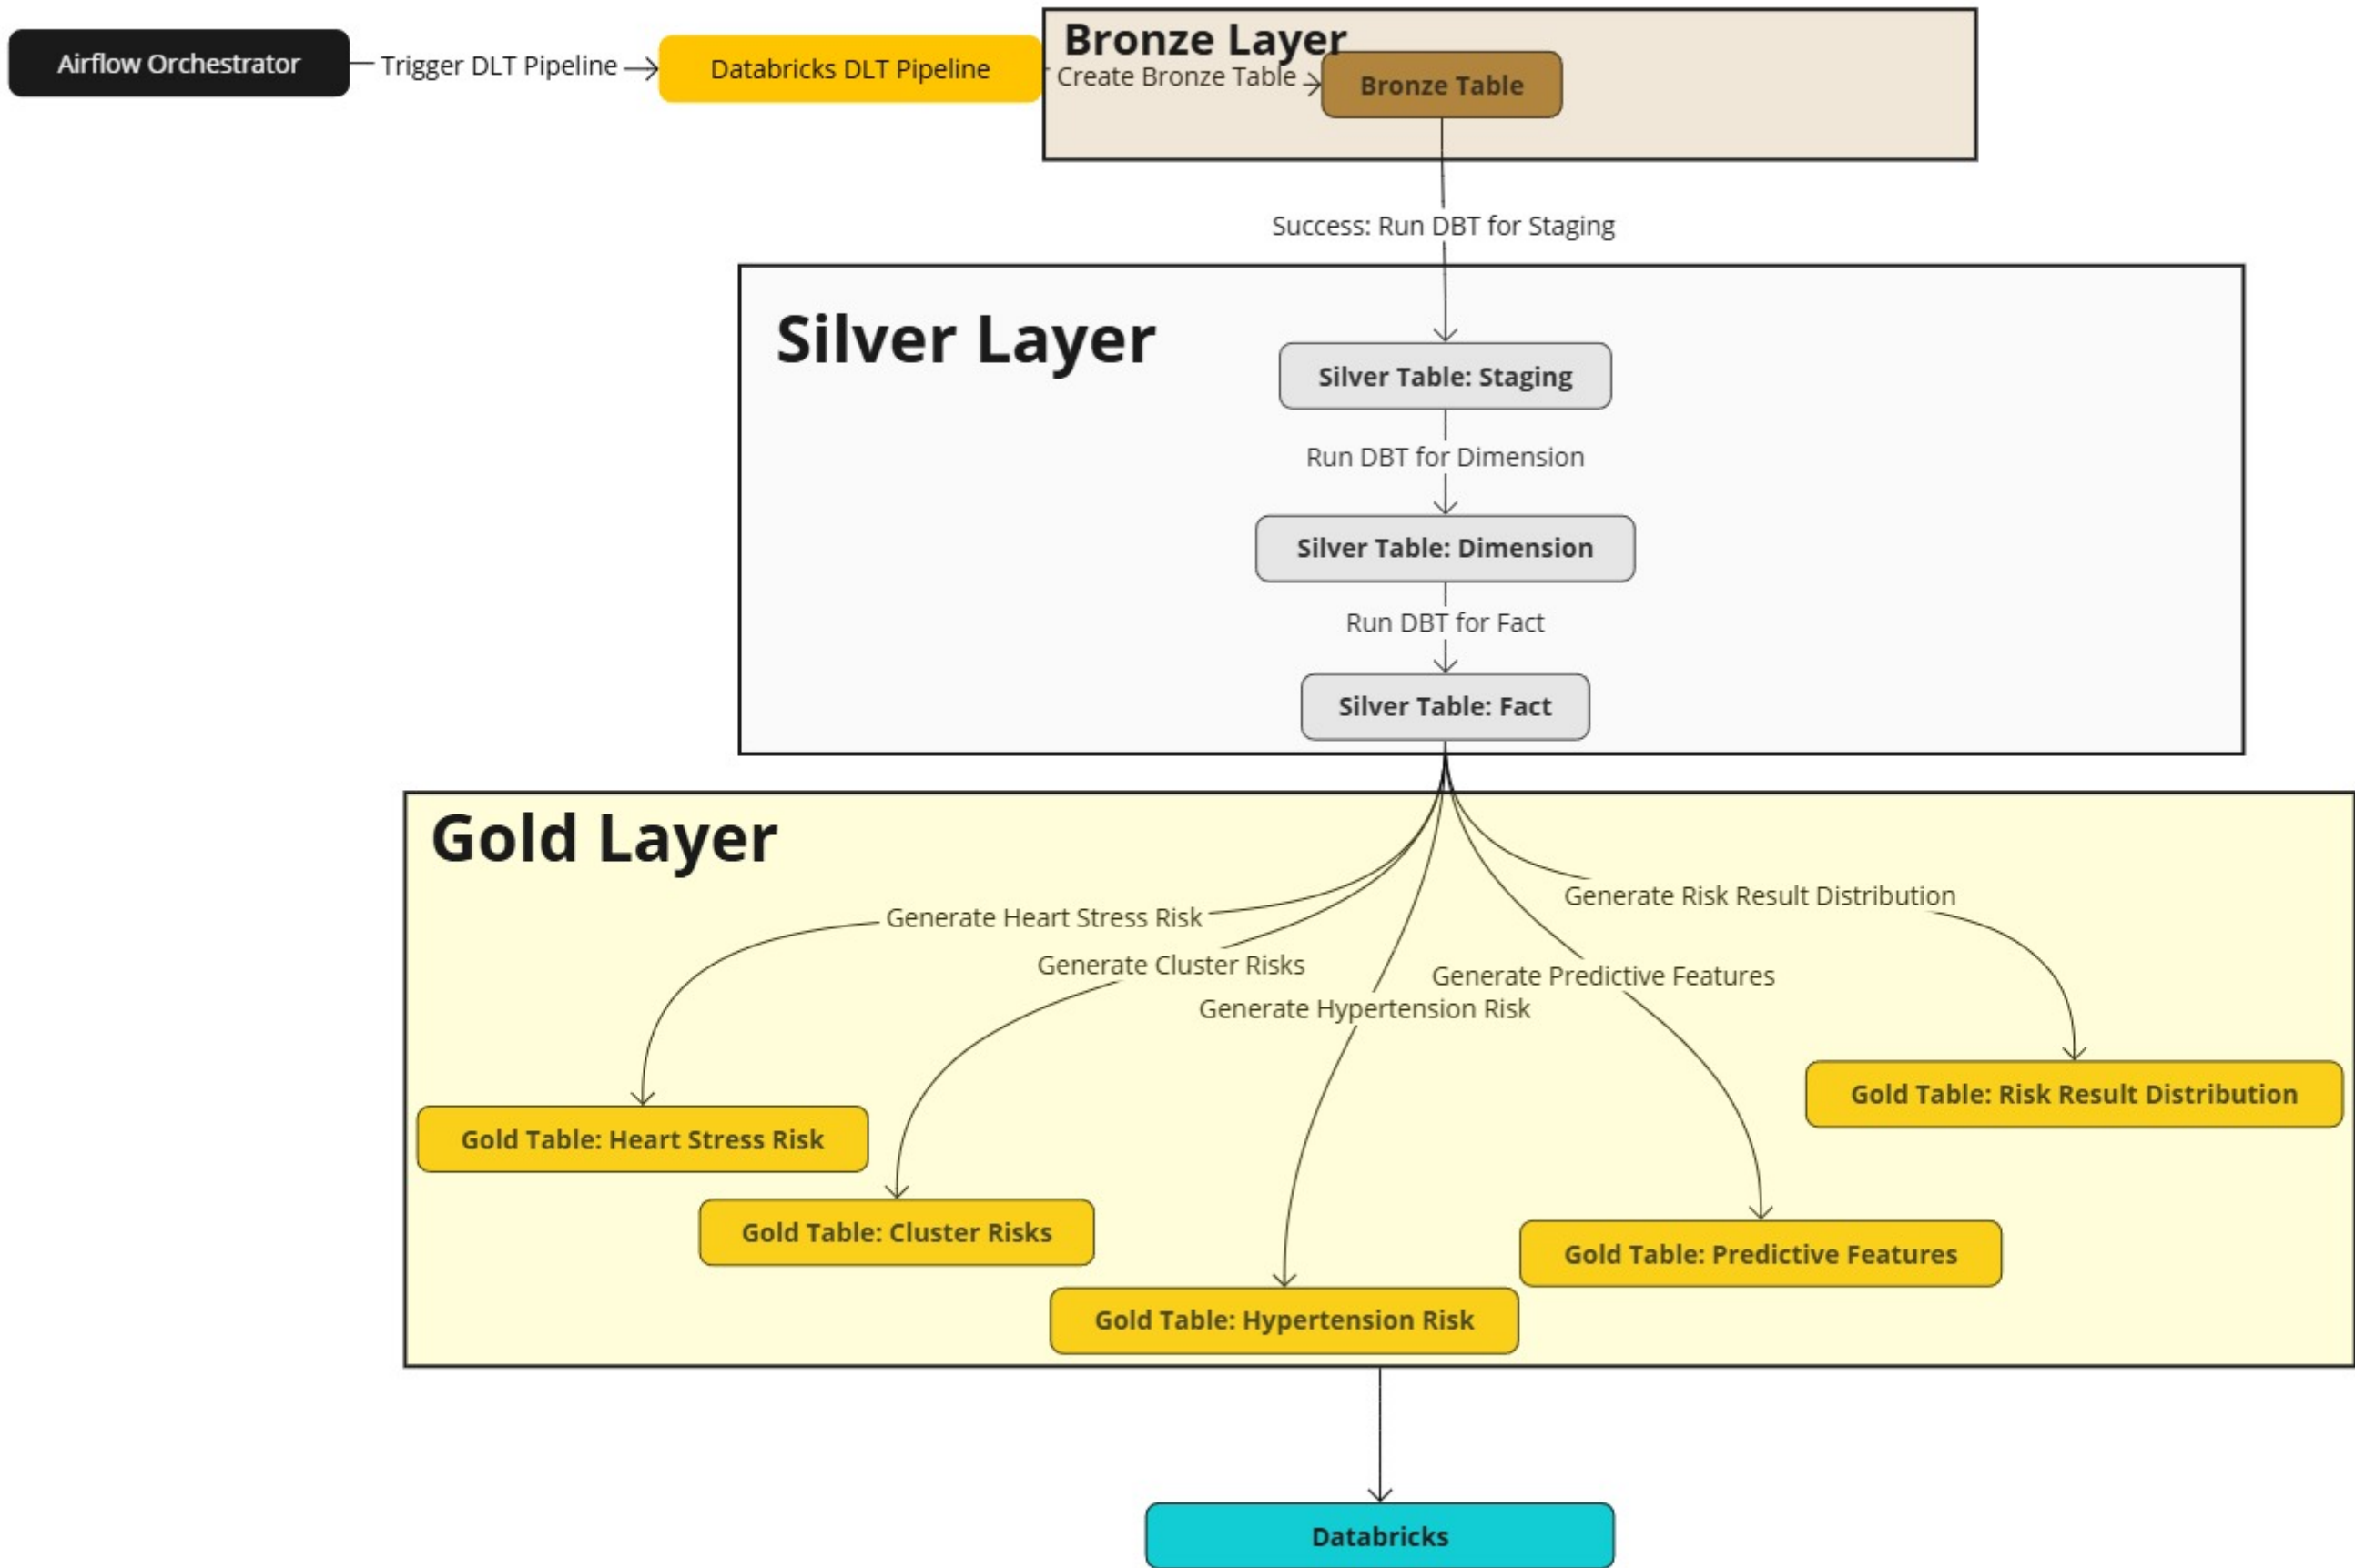 Airflow Orchestrator
Trigger DLT Pipeline
Databricks DLT Pipeline
Bronze Layer
Create Bronze Table
Bronze Table
Success: Run DBT for Staging
Silver Layer
Silver Table: Staging
Run DBT for Dimension
Silver Table: Dimension
Run DBT for Fact
Silver Table: Fact
Gold Layer
Generate Heart Stress Risk
Generate Cluster Risks
Generate Hypertension Risk
Generate Predictive Features
Generate Risk Result Distribution
Gold Table: Heart Stress Risk
Gold Table: Cluster Risks
Gold Table: Hypertension Risk
Gold Table: Predictive Features
Gold Table: Risk Result Distribution
Databricks